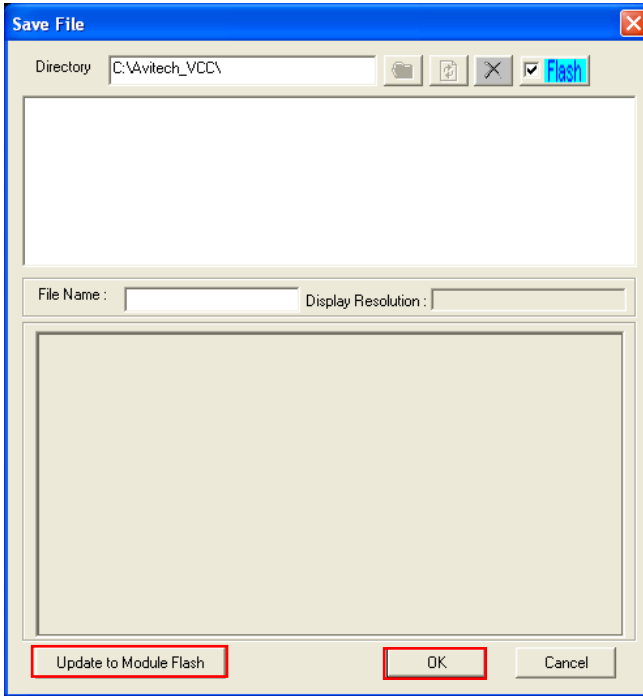 Save File
Directory C:\Avitech_VCC\ Flash
File Name : Display Resolution :
Update to Module Flash OK Cancel